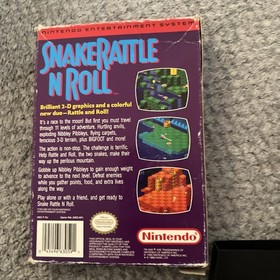 NINTENDO ENTERTAINMENT SYSTEM
SNAKE RATTLE
N ROLL
Brilliant 3-D graphics and a colorful
new duo—Rattle and Roll!
It's a race to the moon! But first you must travel
through 11 levels of adventure. Hurtling anvils,
exploding Nibbley Pibbleys, flying carpets,
ferocious 3-D terrain, plus BIGFOOT and more!
The action is non-stop. The challenge is terrific.
Help Rattle and Roll, the two snakes, make their
way up the perilous mountain.
Gobble up Nibbley Pibbleys to gain enough weight
to advance to the next level. Defeat enemies
while you gather points, food, and extra lives
along the way.
Play alone or with a friend, and get ready to
Snake Rattle N Roll.
Nintendo